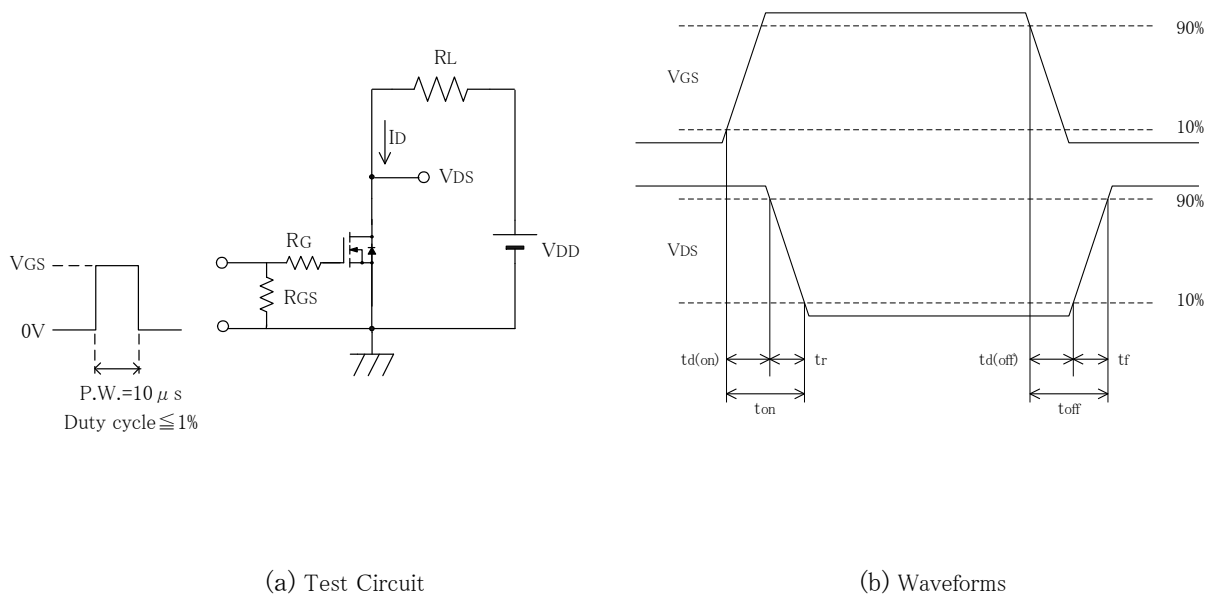 RL
ID
VDS
RG
RGS
VDD
VGS
0V
P.W.=10μs
Duty cycle≦1%
(a) Test Circuit
90%
VGS
10%
90%
VDS
10%
td(on)
tr
td(off)
tf
ton
toff
(b) Waveforms